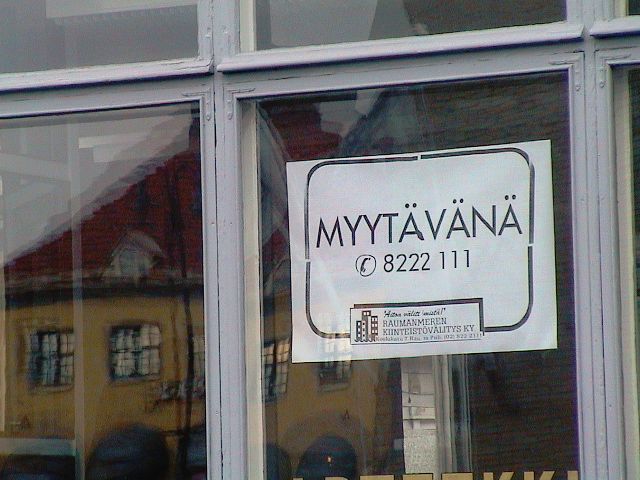 MYYTÄVÄNÄ
✆ 8222 111
RAUMANMEREN
KIINTEISTÖVÄLITYS KY